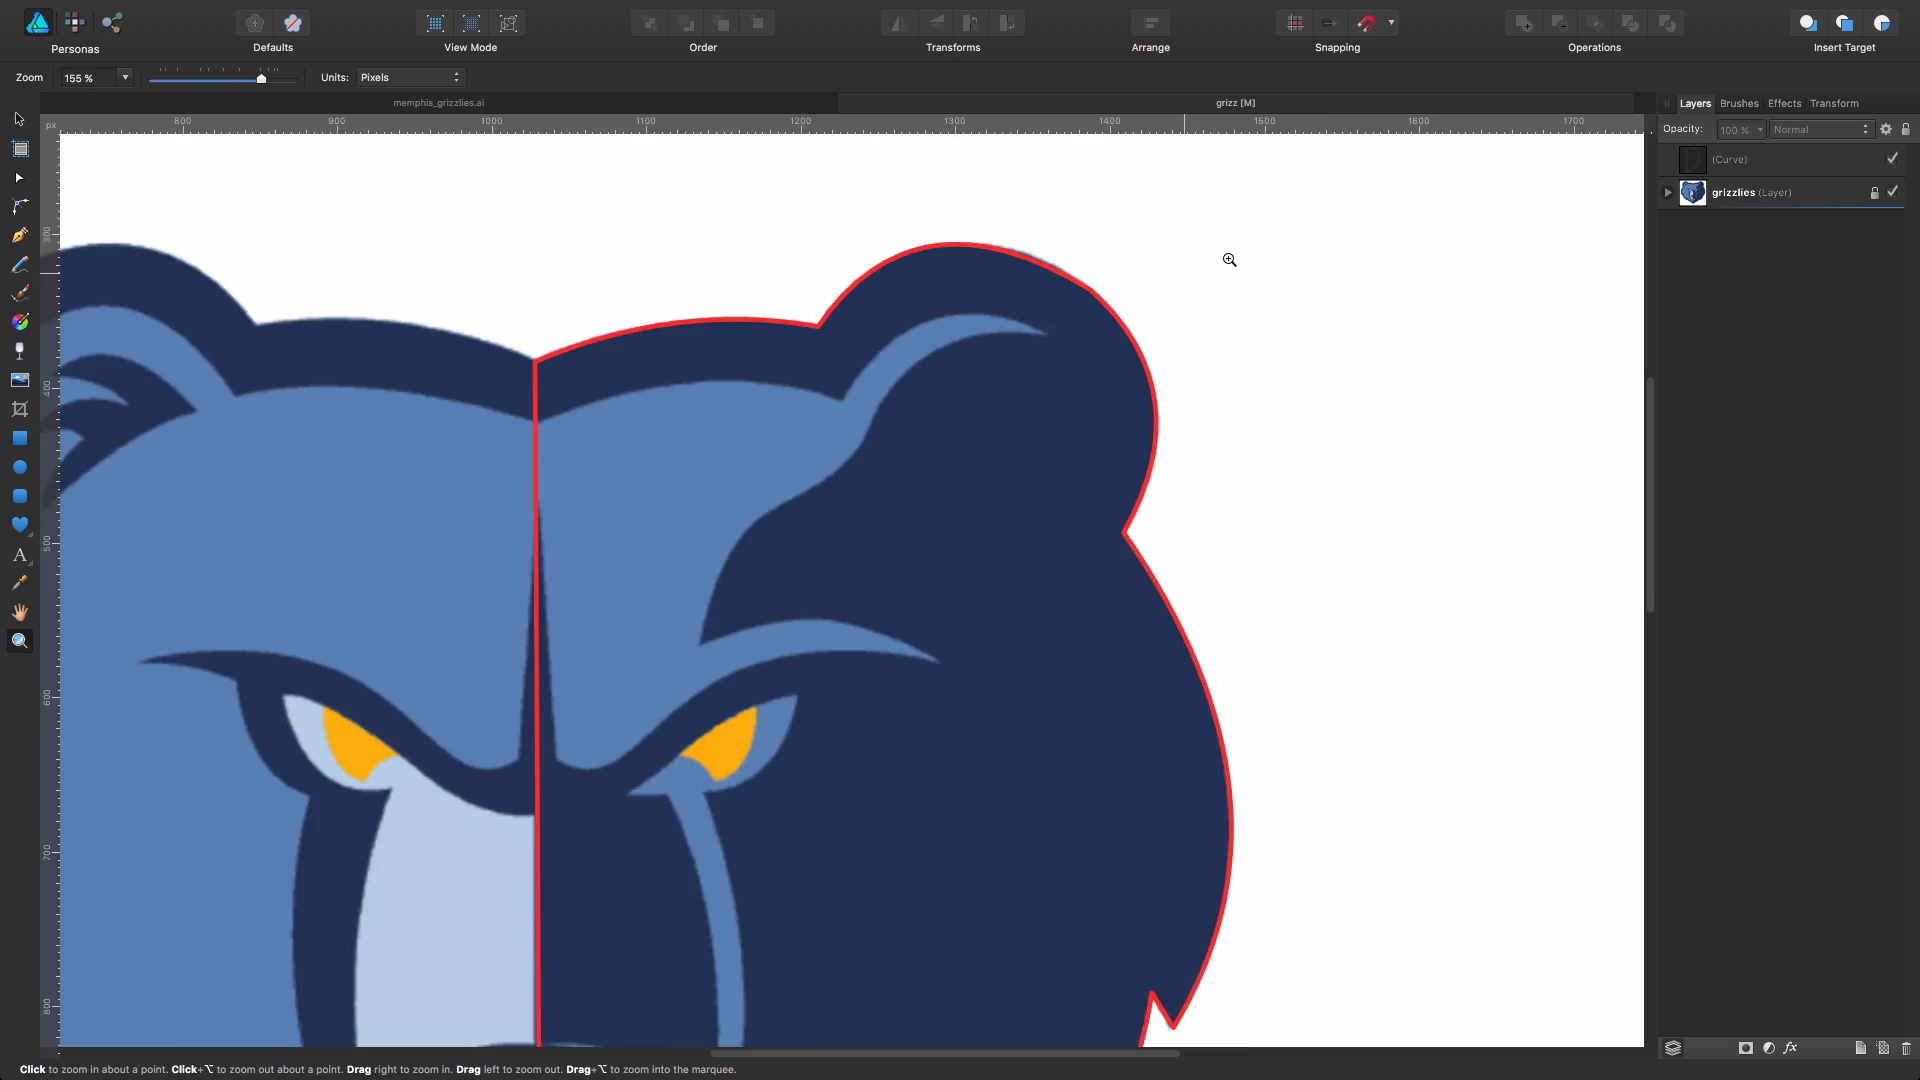 Personas
Defaults
View Mode
Order
Transforms
Arrange
Snapping
Operations
Insert Target
Zoom 155 % Units: Pixels
memphis_grizzlies.ai
grizz [M]
Layers Brushes Effects Transform
px 800 900 1000 1100 1200 1300 1400 1500 1600 1700
Opacity: 100 % Normal
(Curve)
grizzlies (Layer)
300
400
500
A
600
700
800
fx
Click to zoom in about a point. Click+⌥ to zoom out about a point. Drag right to zoom in. Drag left to zoom out. Drag+⌥ to zoom into the marquee.